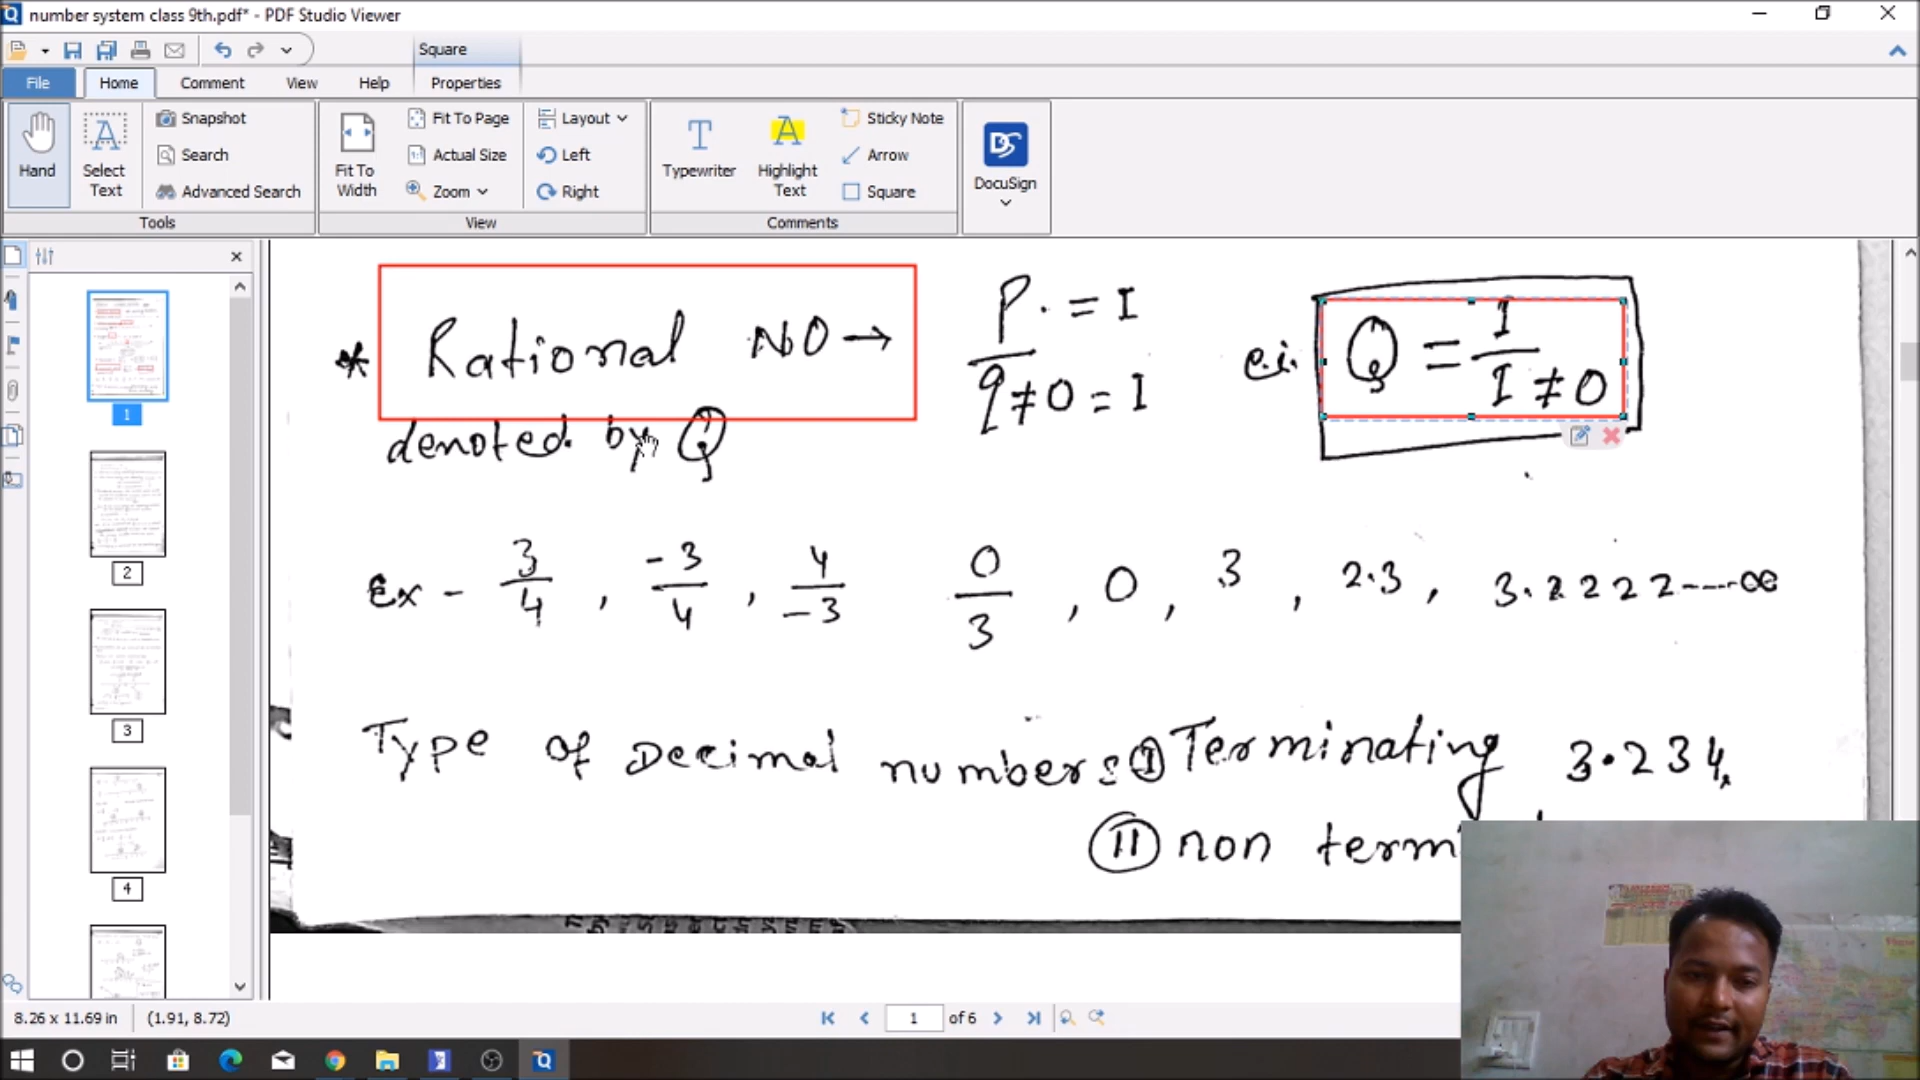 number system class 9th.pdf* - PDF Studio Viewer
Square
File Home Comment View Help Properties
Hand
Select Text
Snapshot
Search
Advanced Search
Tools
Fit To Width
Fit To Page
Actual Size
Zoom
Layout
Left
Right
View
Typewriter
Highlight Text
Sticky Note
Arrow
Square
Comments
DocuSign
* Rational NO →
P. = I
q ≠ 0 = I
e.i. Q = I / I ≠ 0
denoted by Q
Ex - 3/4 , -3/4 , 4/-3 0/3 , 0 , 3 , 2.3 , 3.2222----∞
Type of Decimal numbers: I Terminating 3.234
II non term
1
2
3
4
8.26 x 11.69 in (1.91, 8.72)
1 of 6